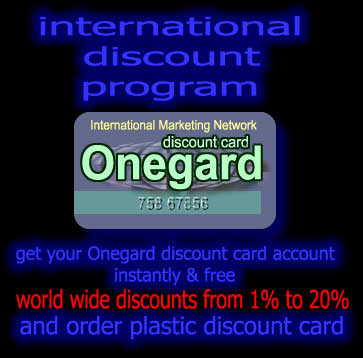 international
discount
program
International Marketing Network
discount card
Onegard
758 67856
get your Onegard discount card account
instantly & free
world wide discounts from 1% to 20%
and order plastic discount card